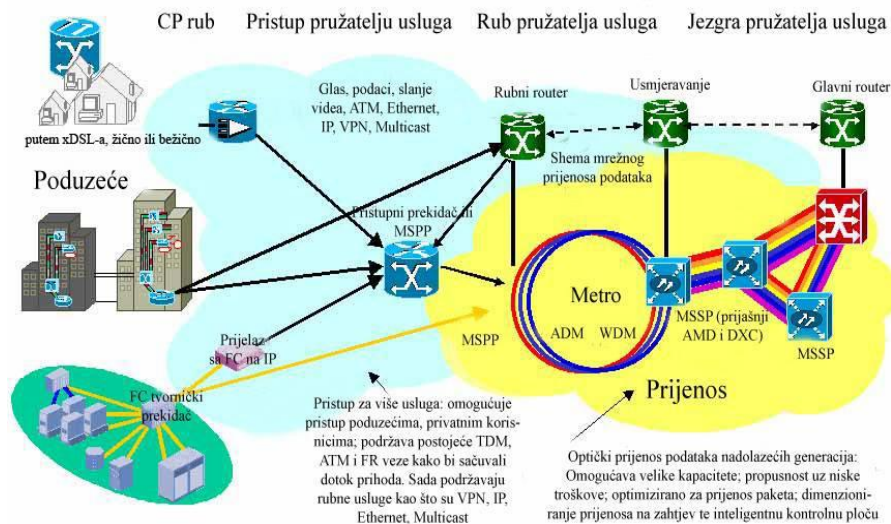 CP rub
Pristup pružatelju usluga
Rub pružatelja usluga
Jezgra pružatelja usluga
Glas, podaci, slanje
videa, ATM, Ethernet,
IP, VPN, Multicast
Rubni router
Usmjeravanje
Glavni router
putem xDSL-a, žično ili bežično
Shema mrežnog
prijenosa podataka
Poduzeće
Pristupni prekidač ili
MSPP
Metro
MSPP
ADM
WDM
MSSP (prijašnji
AMD i DXC)
MSSP
Prijelaz
sa FC na IP
Prijenos
FC tvornički
prekidač
Pristup za više usluga: omogućuje
pristup poduzećima, privatnim koris-
nicima; podržava postojeće TDM,
ATM i FR veze kako bi sačuvali
dotok prihoda. Sada podržavaju
rubne usluge kao što su VPN, IP,
Ethernet, Multicast
Optički prijenos podataka nadolazećih generacija:
Omogućava velike kapacitete; propusnost uz niske
troškove; optimizirano za prijenos paketa; dimenzioni-
ranje prijenosa na zahtjev te inteligentnu kontrolnu ploču